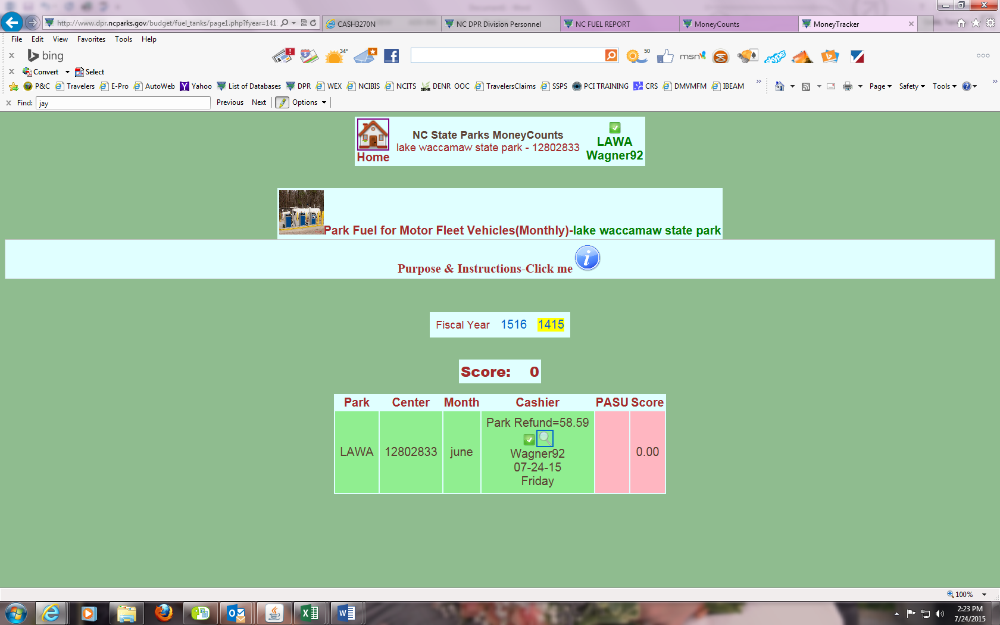 http://www.dpr.ncparks.gov/budget/fuel_tanks/page1.php?fyear=141
CASH3270N
NC DPR Division Personnel
NC FUEL REPORT
MoneyCounts
MoneyTracker
File Edit View Favorites Tools Help
bing
34°
50
msn
skype
Convert Select
P&C Travelers E-Pro AutoWeb Yahoo List of Databases DPR WEX NCIBIS NCITS DENR OOC TravelersClaims SSPS PCI TRAINING CRS DMVMFM IBEAM
Page Safety Tools
Find: jay Previous Next Options
NC State Parks MoneyCounts
lake waccamaw state park - 12802833
Home
LAWA
Wagner92
Park Fuel for Motor Fleet Vehicles(Monthly)-lake waccamaw state park
Purpose & Instructions-Click me
Fiscal Year 1516 1415
Score: 0
Park Center Month Cashier PASU Score
LAWA 12802833 june
Park Refund=58.59
Wagner92
07-24-15
Friday
0.00
100%
2:23 PM
7/24/2015